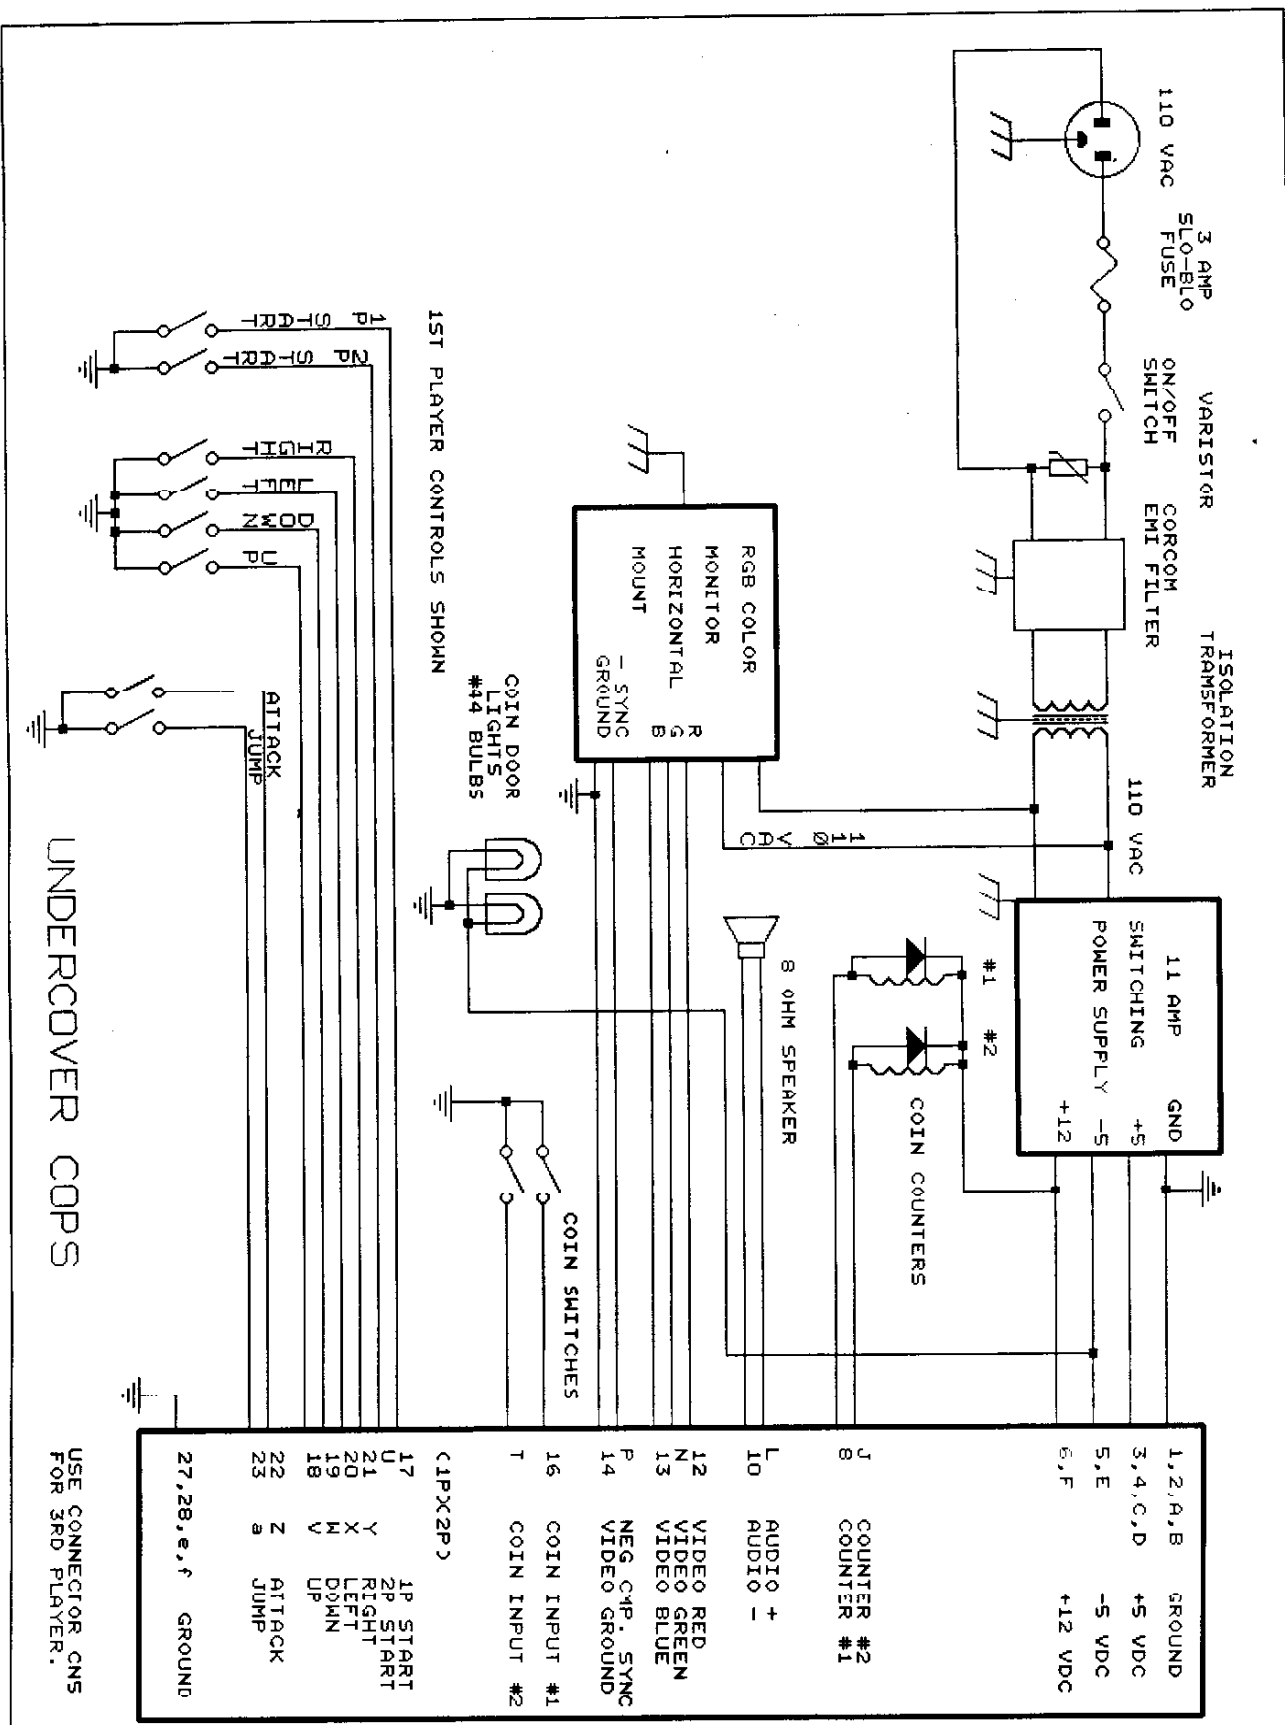 110 VAC
3 AMP
SLO-BLO
FUSE
ON/OFF
SWITCH
VARISTOR
CORCOM
EMI FILTER
ISOLATION
TRANSFORMER
110 VAC
11 AMP
SWITCHING
POWER SUPPLY
GND
+5
-5
+12
RGB COLOR
MONITOR
HORIZONTAL
MOUNT
R
G
B
- SYNC
GROUND
110 VAC
#1
#2
COIN COUNTERS
8 OHM SPEAKER
COIN DOOR
LIGHTS
#44 BULBS
COIN SWITCHES
1ST PLAYER CONTROLS SHOWN
1P START
2P START
RIGHT
LEFT
DOWN
UP
ATTACK
JUMP
1,2,A,B GROUND
3,4,C,D +5 VDC
5,E -5 VDC
6,F +12 VDC
J COUNTER #2
8 COUNTER #1
L AUDIO +
10 AUDIO -
12 VIDEO RED
N VIDEO GREEN
13 VIDEO BLUE
P NEG CMP. SYNC
14 VIDEO GROUND
16 COIN INPUT #1
T COIN INPUT #2
(1P)(2P)
17 1P START
U 2P START
21 Y RIGHT
20 X LEFT
19 W DOWN
18 V UP
22 Z ATTACK
23 a JUMP
27,28,e,f GROUND
UNDERCOVER COPS
USE CONNECTOR CN5
FOR 3RD PLAYER.